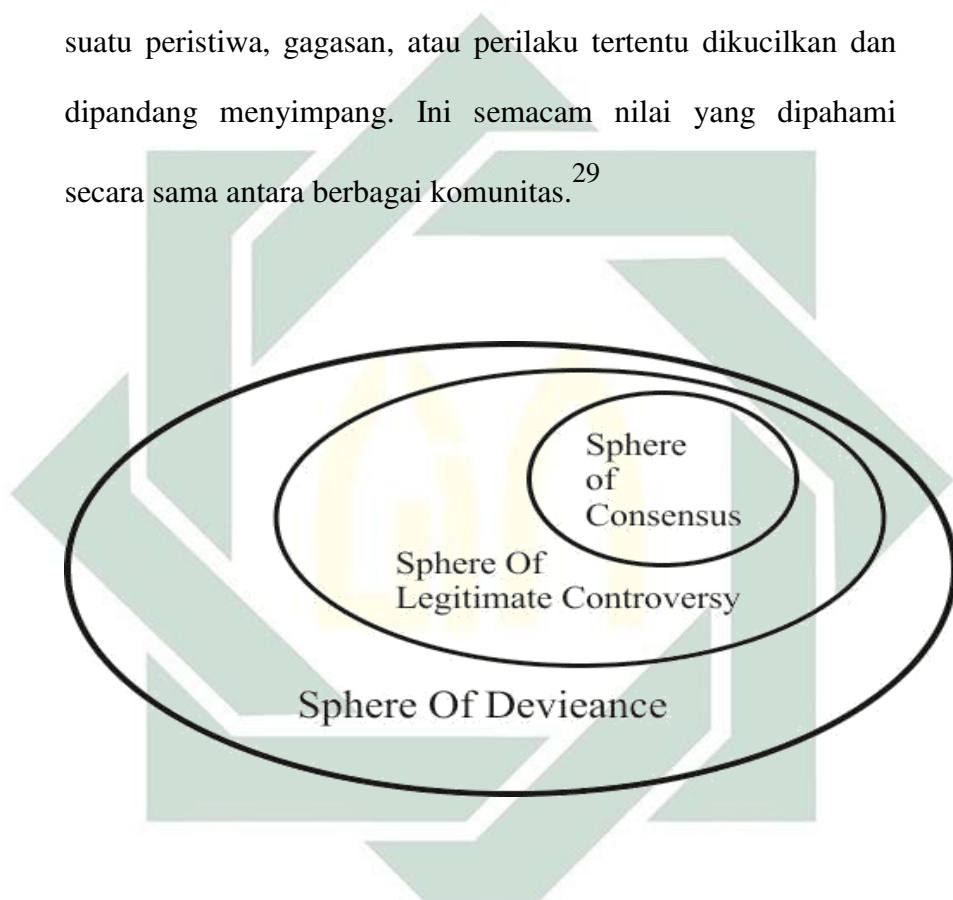 suatu peristiwa, gagasan, atau perilaku tertentu dikucilkan dan
dipandang menyimpang. Ini semacam nilai yang dipahami
secara sama antara berbagai komunitas.29
Sphere
of
Consensus
Sphere Of
Legitimate Controversy
Sphere Of Devieance